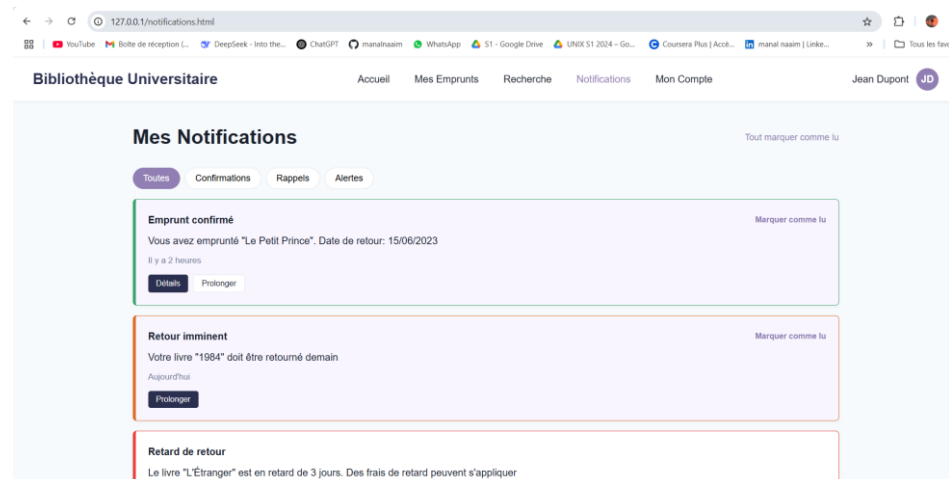 127.0.0.1/notifications.html
YouTube Boîte de réception (... DeepSeek - Into the... ChatGPT manalnaaim WhatsApp S1 - Google Drive UNIX S1 2024 – Go... Coursera Plus | Accè... manal naaim | Linke... » Tous les favo
Bibliothèque Universitaire Accueil Mes Emprunts Recherche Notifications Mon Compte Jean Dupont JD
Mes Notifications Tout marquer comme lu
Toutes Confirmations Rappels Alertes
Emprunt confirmé Marquer comme lu
Vous avez emprunté "Le Petit Prince". Date de retour: 15/06/2023
Il y a 2 heures
Détails Prolonger
Retour imminent Marquer comme lu
Votre livre "1984" doit être retourné demain
Aujourd'hui
Prolonger
Retard de retour
Le livre "L'Étranger" est en retard de 3 jours. Des frais de retard peuvent s'appliquer